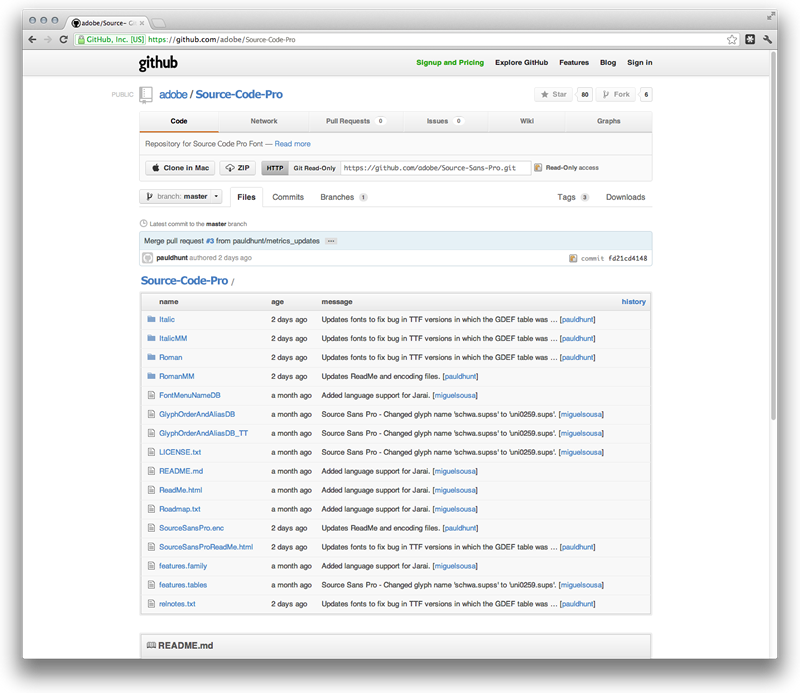 adobe/Source- Gi
GitHub, Inc. [US] https://github.com/adobe/Source-Code-Pro
github
Signup and Pricing Explore GitHub Features Blog Sign in
PUBLIC adobe / Source-Code-Pro
Star 80 Fork 6
Code Network Pull Requests 0 Issues 0 Wiki Graphs
Repository for Source Code Pro Font — Read more
Clone in Mac ZIP HTTP Git Read-Only https://github.com/adobe/Source-Sans-Pro.git Read-Only access
branch: master Files Commits Branches 1 Tags 3 Downloads
Latest commit to the master branch
Merge pull request #3 from pauldhunt/metrics_updates ...
pauldhunt authored 2 days ago commit fd21cd4148
Source-Code-Pro /
name age message history
Italic 2 days ago Updates fonts to fix bug in TTF versions in which the GDEF table was … [pauldhunt]
ItalicMM 2 days ago Updates fonts to fix bug in TTF versions in which the GDEF table was … [pauldhunt]
Roman 2 days ago Updates fonts to fix bug in TTF versions in which the GDEF table was … [pauldhunt]
RomanMM 2 days ago Updates ReadMe and encoding files. [pauldhunt]
FontMenuNameDB a month ago Added language support for Jarai. [miguelsousa]
GlyphOrderAndAliasDB a month ago Source Sans Pro - Changed glyph name 'schwa.supss' to 'uni0259.sups'. [miguelsousa]
GlyphOrderAndAliasDB_TT a month ago Source Sans Pro - Changed glyph name 'schwa.supss' to 'uni0259.sups'. [miguelsousa]
LICENSE.txt a month ago Source Sans Pro - Changed glyph name 'schwa.supss' to 'uni0259.sups'. [miguelsousa]
README.md a month ago Added language support for Jarai. [miguelsousa]
ReadMe.html a month ago Added language support for Jarai. [miguelsousa]
Roadmap.txt a month ago Added language support for Jarai. [miguelsousa]
SourceSansPro.enc 2 days ago Updates ReadMe and encoding files. [pauldhunt]
SourceSansProReadMe.html 2 days ago Updates fonts to fix bug in TTF versions in which the GDEF table was … [pauldhunt]
features.family a month ago Added language support for Jarai. [miguelsousa]
features.tables a month ago Source Sans Pro - Changed glyph name 'schwa.supss' to 'uni0259.sups'. [miguelsousa]
relnotes.txt 2 days ago Updates fonts to fix bug in TTF versions in which the GDEF table was … [pauldhunt]
README.md